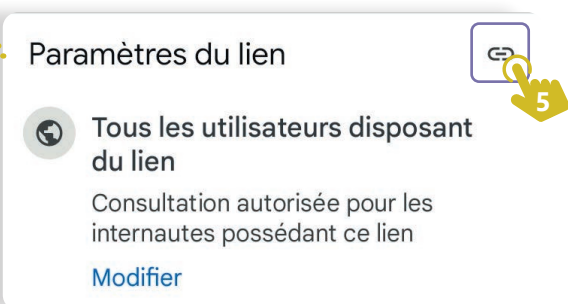 Paramètres du lien
5
Tous les utilisateurs disposant
du lien
Consultation autorisée pour les
internautes possédant ce lien
Modifier